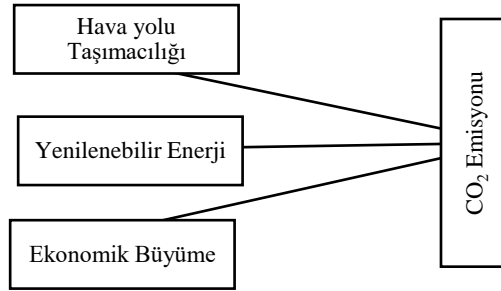 Hava yolu
Taşımacılığı
Yenilenebilir Enerji
Ekonomik Büyüme
CO₂ Emisyonu